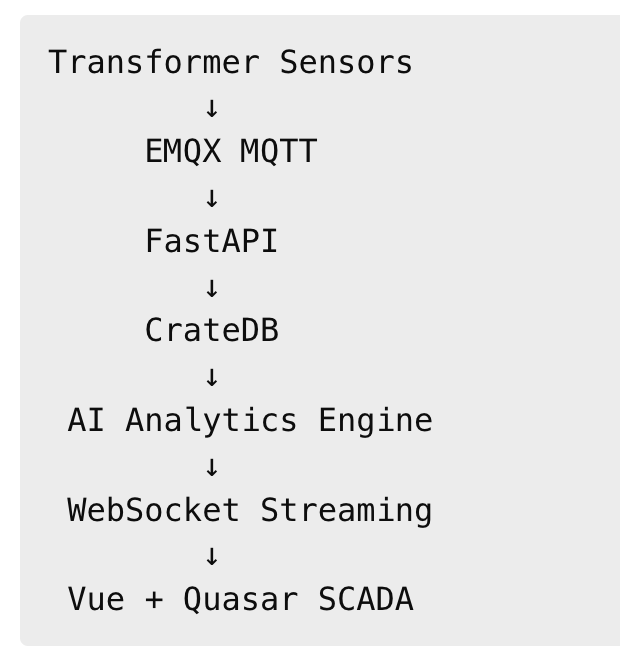 Transformer Sensors
↓
EMQX MQTT
↓
FastAPI
↓
CrateDB
↓
AI Analytics Engine
↓
WebSocket Streaming
↓
Vue + Quasar SCADA